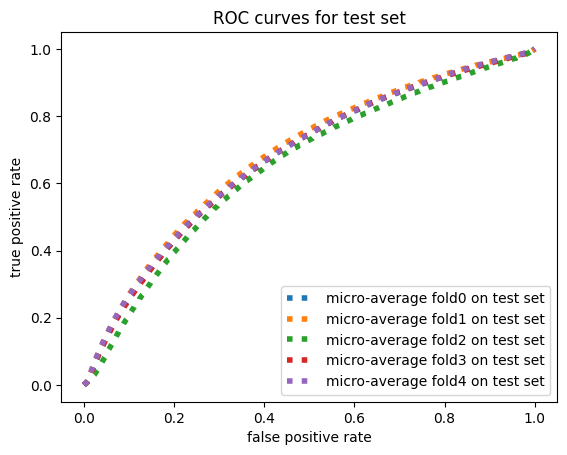 ROC curves for test set
true positive rate
1.0
0.8
0.6
0.4
0.2
0.0
micro-average fold0 on test set
micro-average fold1 on test set
micro-average fold2 on test set
micro-average fold3 on test set
micro-average fold4 on test set
0.0 0.2 0.4 0.6 0.8 1.0
false positive rate